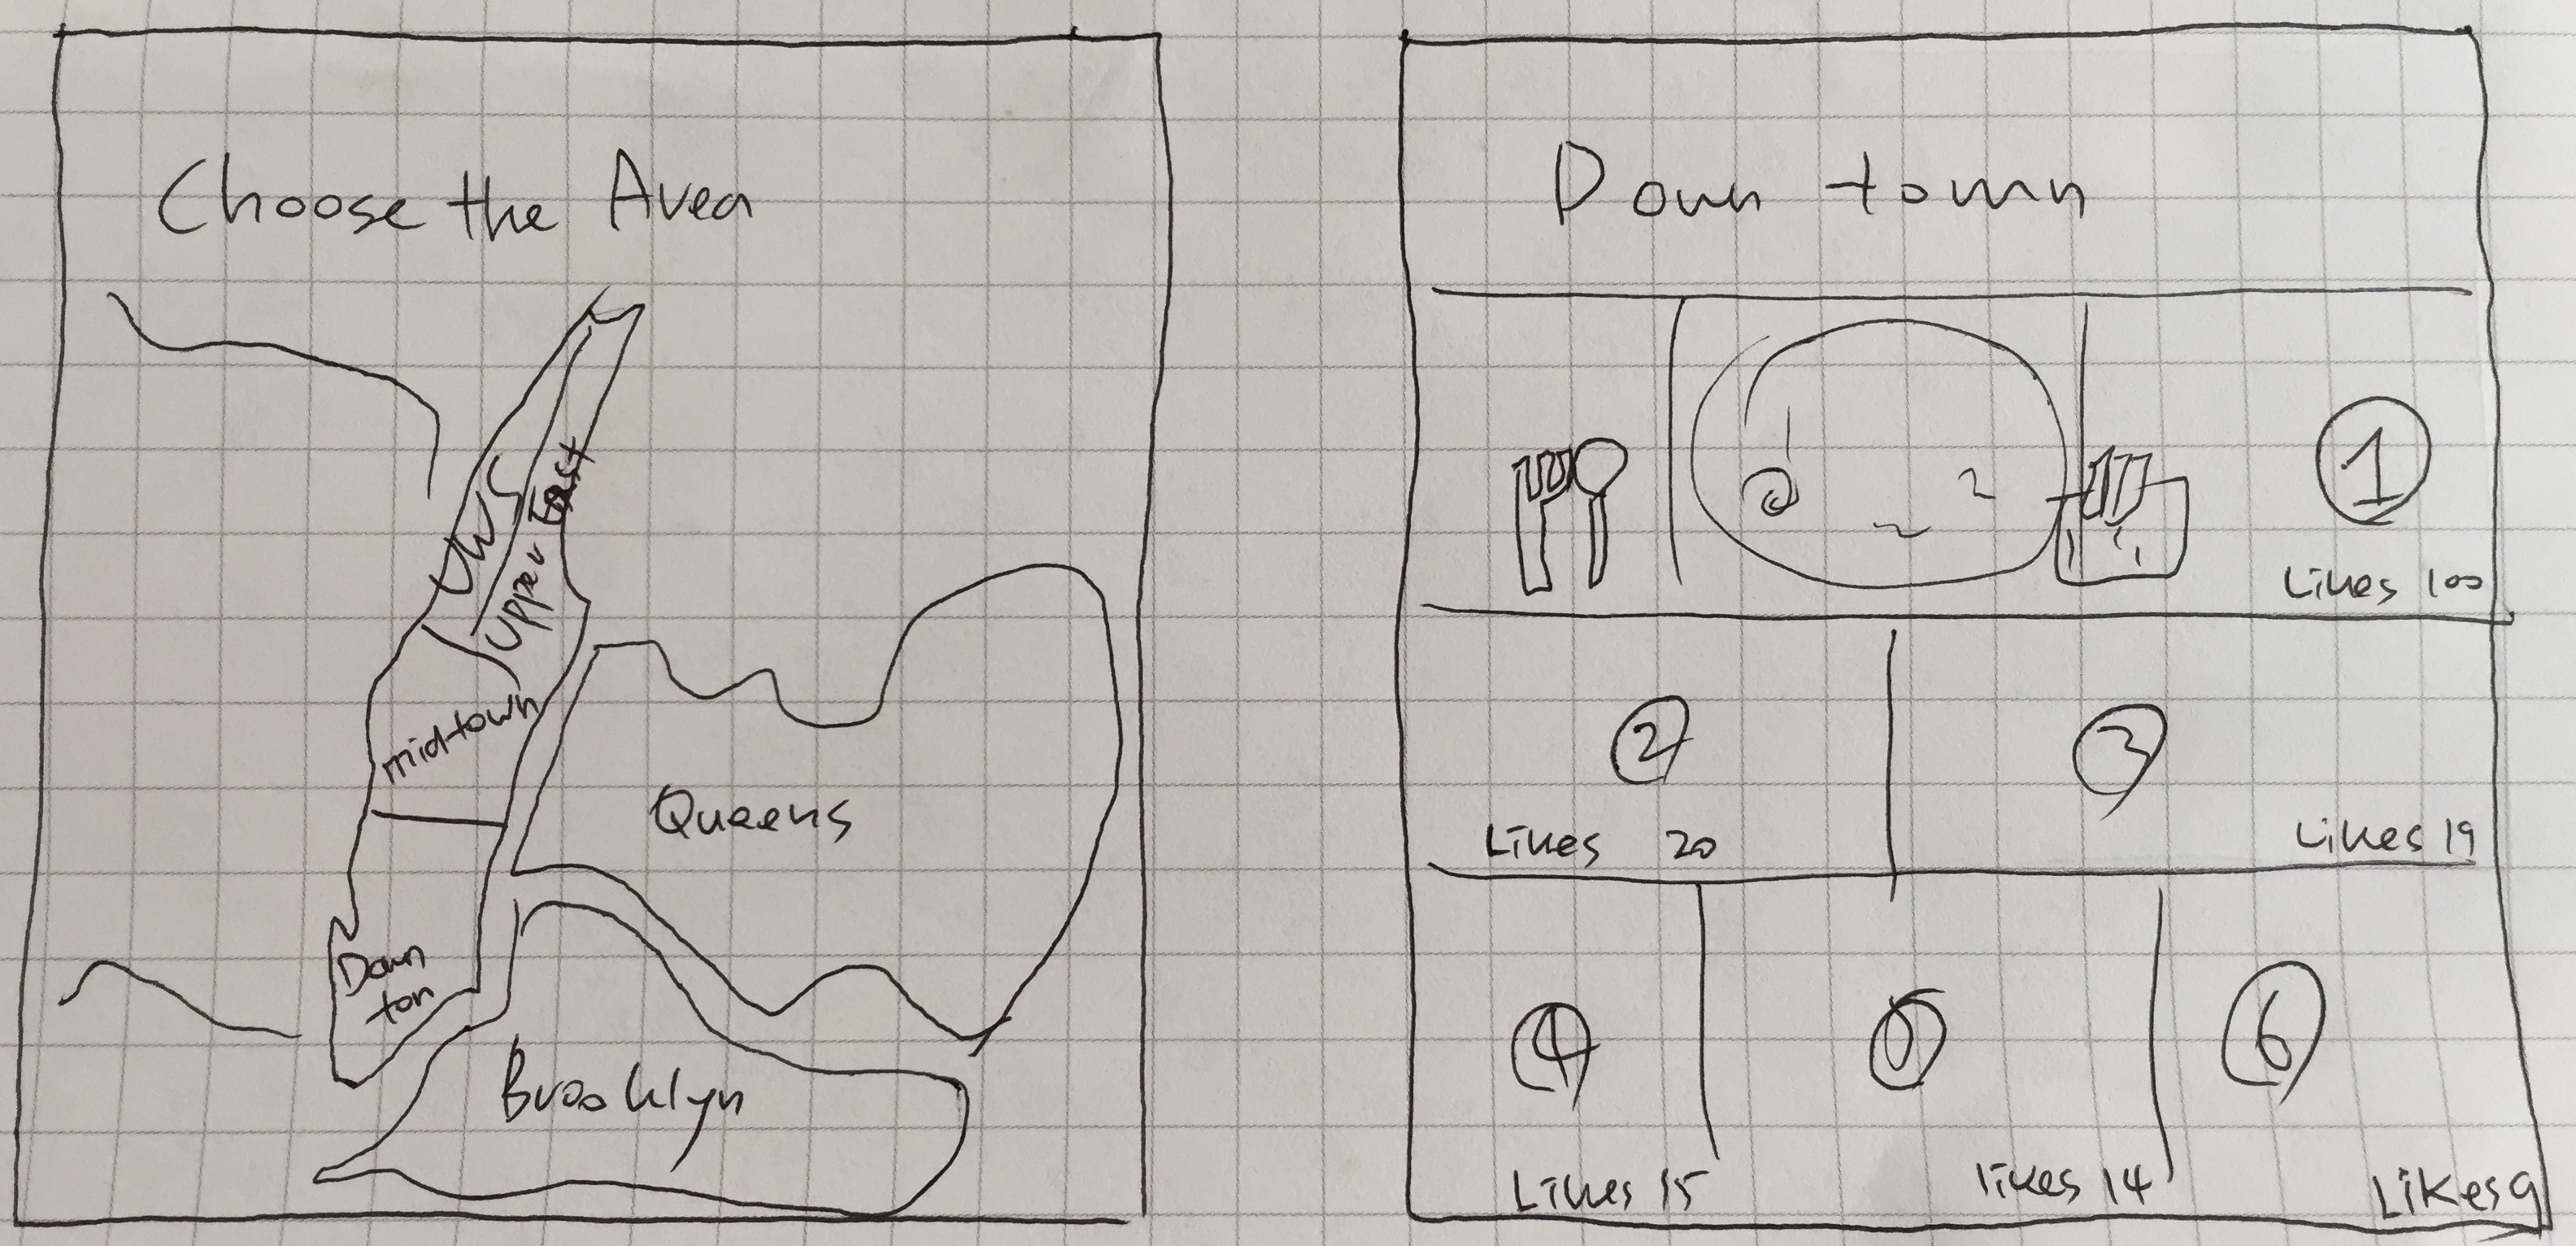 Choose the Area
UWS
Upper East
midtown
Queens
Down
ton
Brooklyn
Down town
1
Likes 100
2
3
Likes 20
Likes 19
4
5
6
Likes 15
likes 14
Likes 9